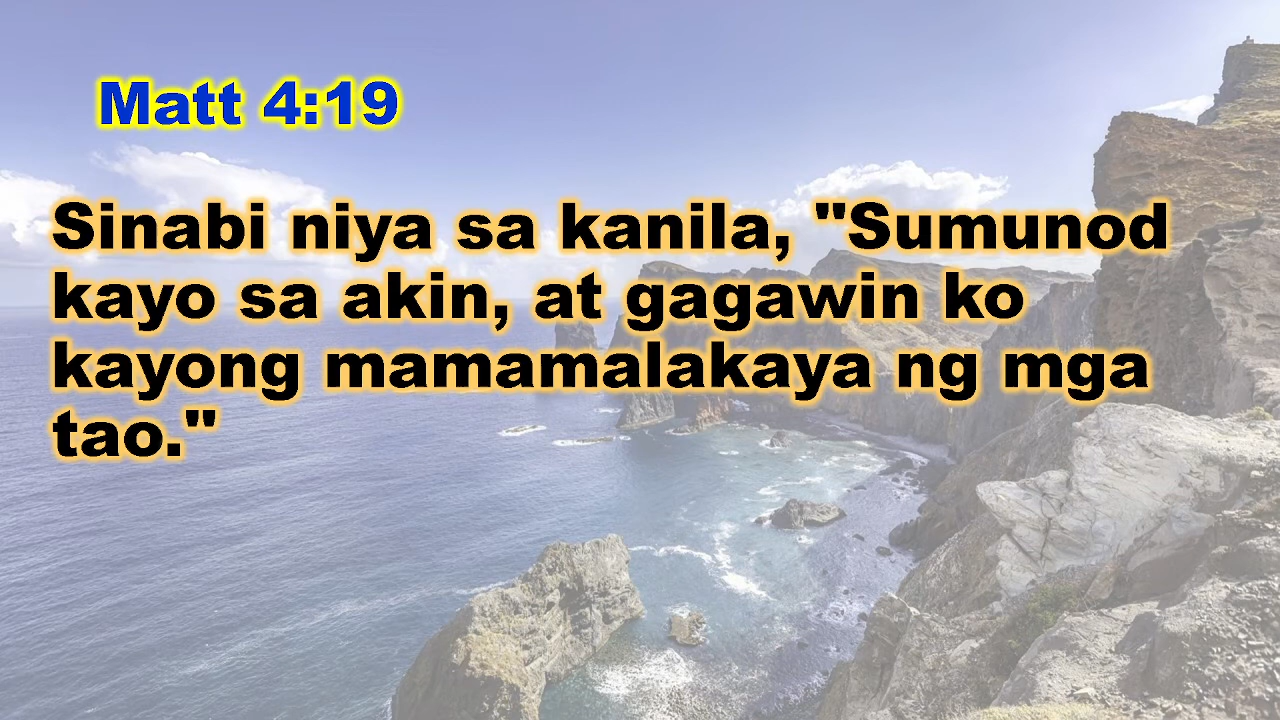 Matt 4:19
Sinabi niya sa kanila, "Sumunod
kayo sa akin, at gagawin ko
kayong mamamalakaya ng mga
tao."